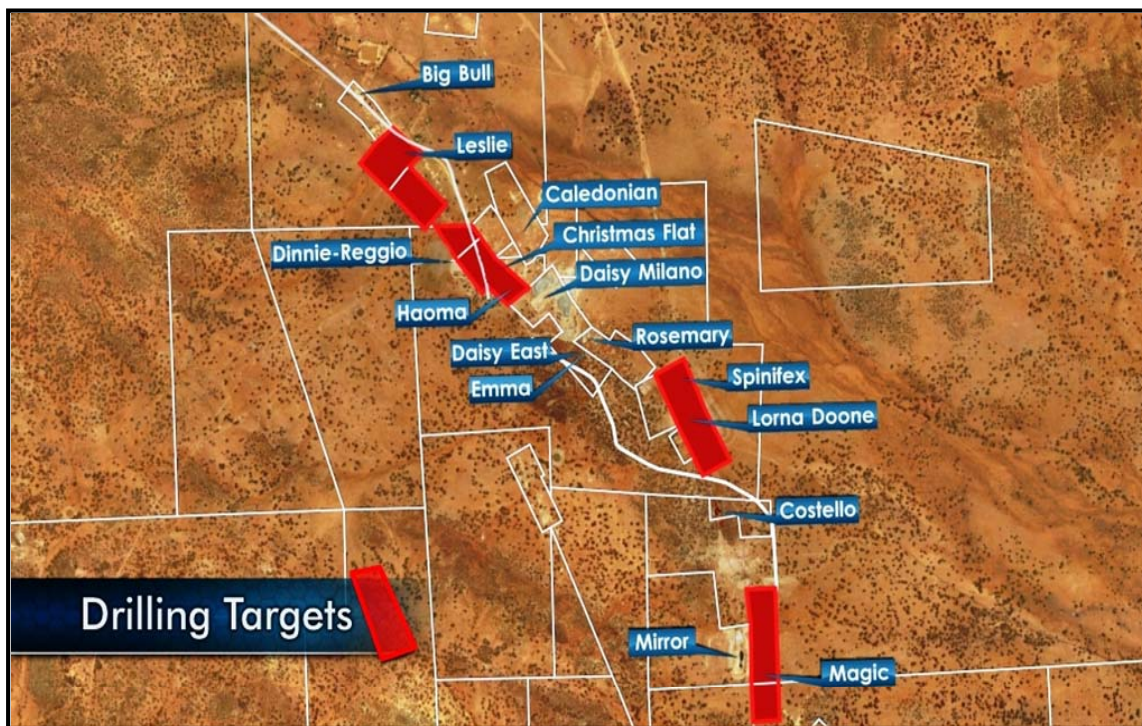 Big Bull
Leslie
Caledonian
Christmas Flat
Dinnie-Reggio
Daisy Milano
Haoma
Rosemary
Daisy East
Spinifex
Emma
Lorna Doone
Costello
Drilling Targets
Mirror
Magic